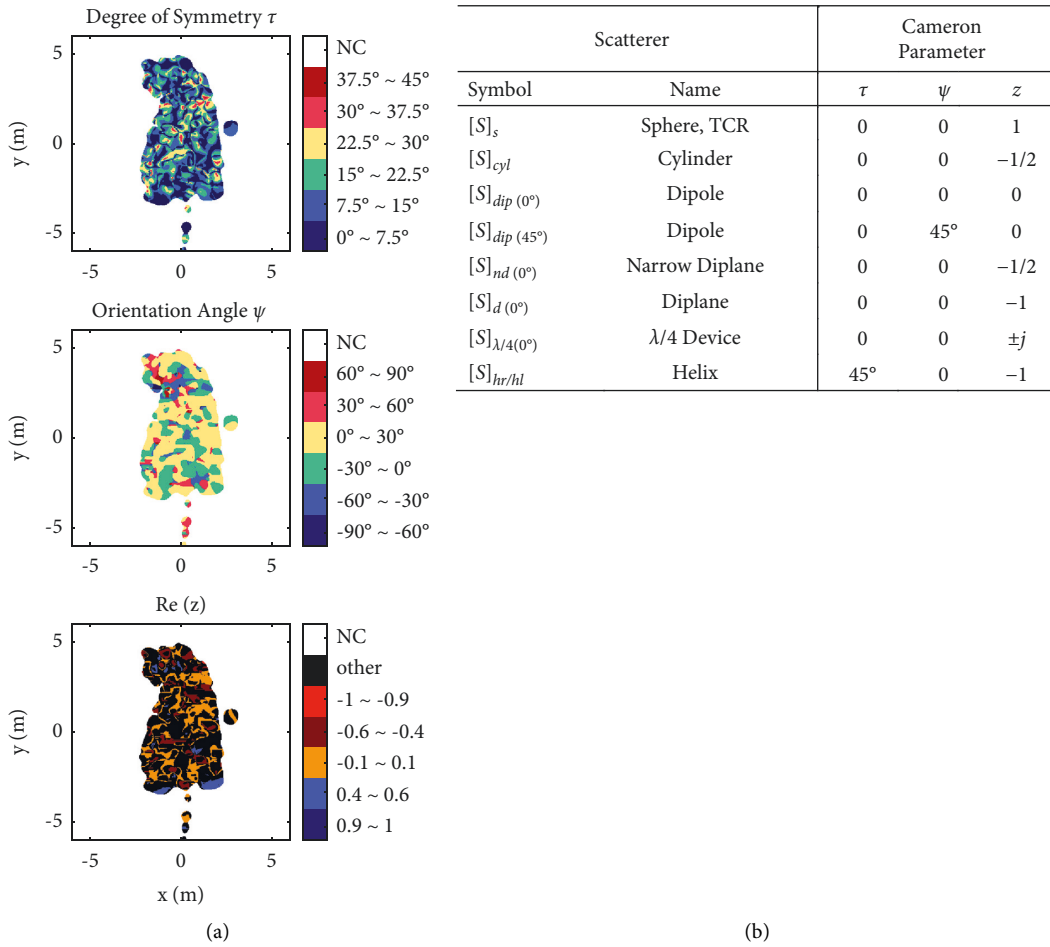 Degree of Symmetry τ
NC
37.5° ~ 45°
30° ~ 37.5°
22.5° ~ 30°
15° ~ 22.5°
7.5° ~ 15°
0° ~ 7.5°
5
0
-5
y (m)
-5 0 5
Orientation Angle ψ
NC
60° ~ 90°
30° ~ 60°
0° ~ 30°
-30° ~ 0°
-60° ~ -30°
-90° ~ -60°
5
0
-5
y (m)
-5 0 5
Re (z)
NC
other
-1 ~ -0.9
-0.6 ~ -0.4
-0.1 ~ 0.1
0.4 ~ 0.6
0.9 ~ 1
5
0
-5
y (m)
-5 0 5
x (m)
(a)
Scatterer Cameron Parameter
Symbol Name τ ψ z
[S]s Sphere, TCR 0 0 1
[S]cyl Cylinder 0 0 −1/2
[S]dip (0°) Dipole 0 0 0
[S]dip (45°) Dipole 0 45° 0
[S]nd (0°) Narrow Diplane 0 0 −1/2
[S]d (0°) Diplane 0 0 −1
[S]λ/4(0°) λ/4 Device 0 0 ±j
[S]hr/hl Helix 45° 0 −1
(b)